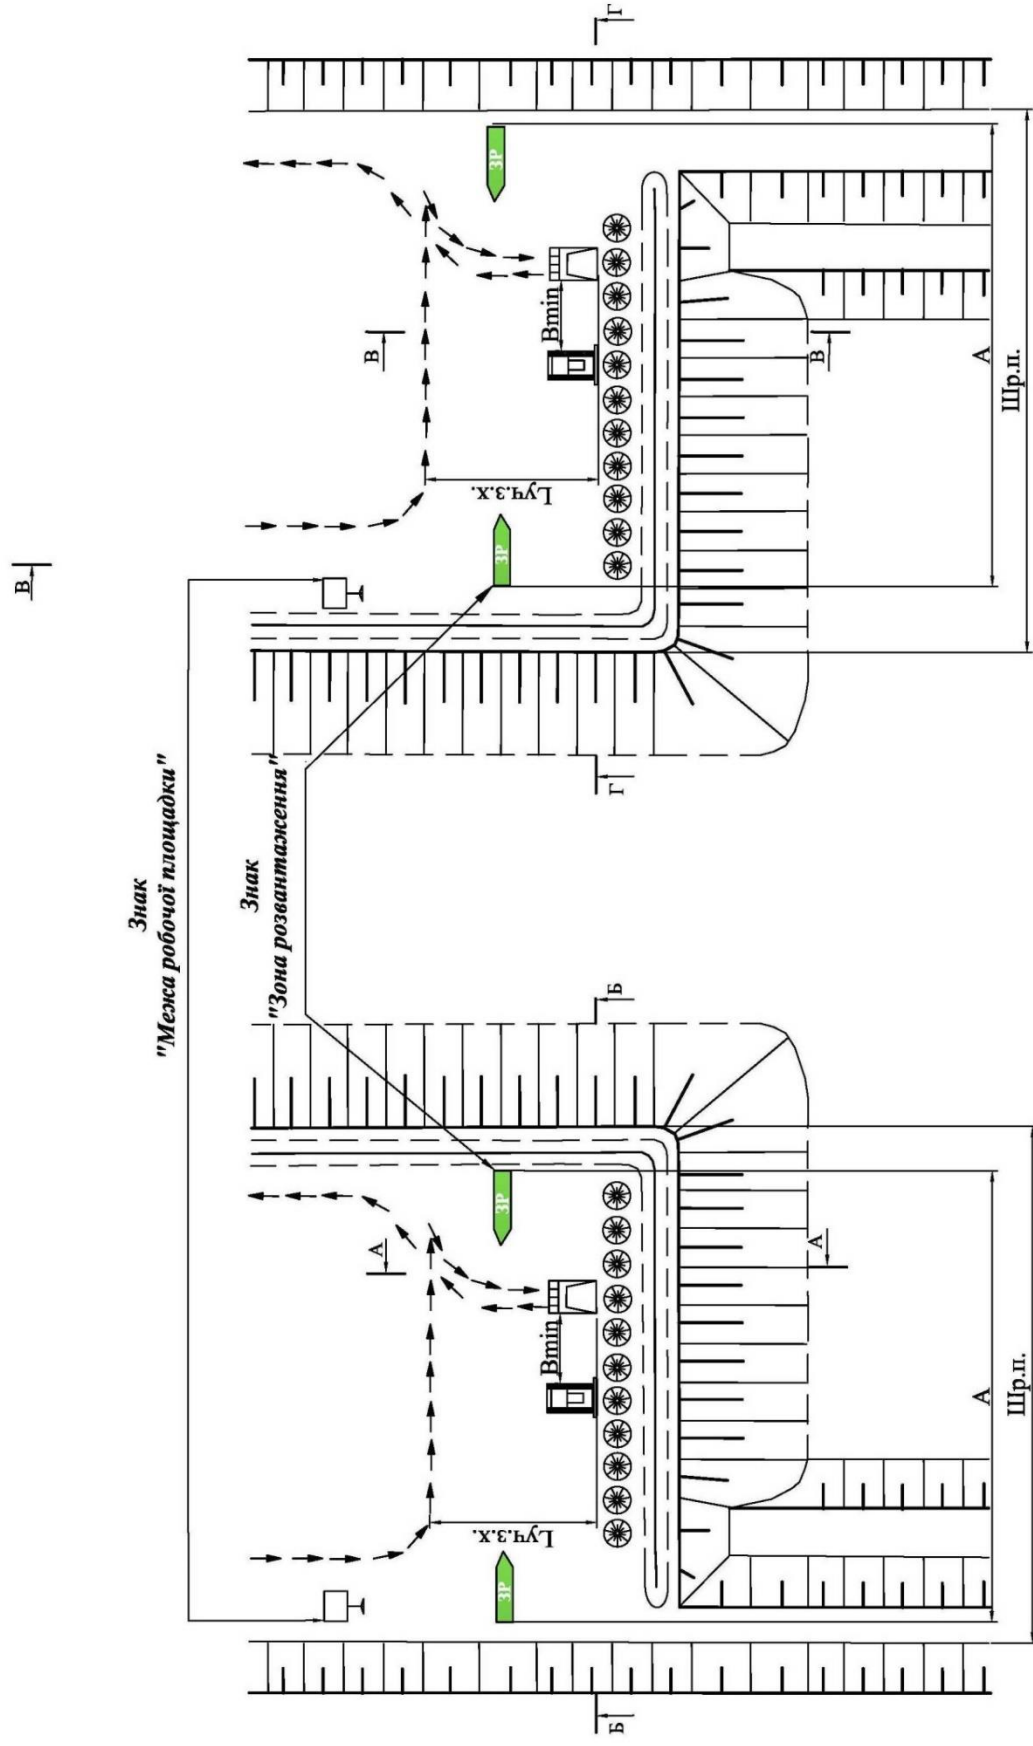 В
Знак
"Межа робочої площадки"
Знак
"Зона розвантаження"
А
В
ЗР
ЗР
ЗР
ЗР
Lуч.з.х.
Bmin
Lуч.з.х.
Bmin
Б
Б
Г
Г
А
В
А
А
Шр.п.
Шр.п.